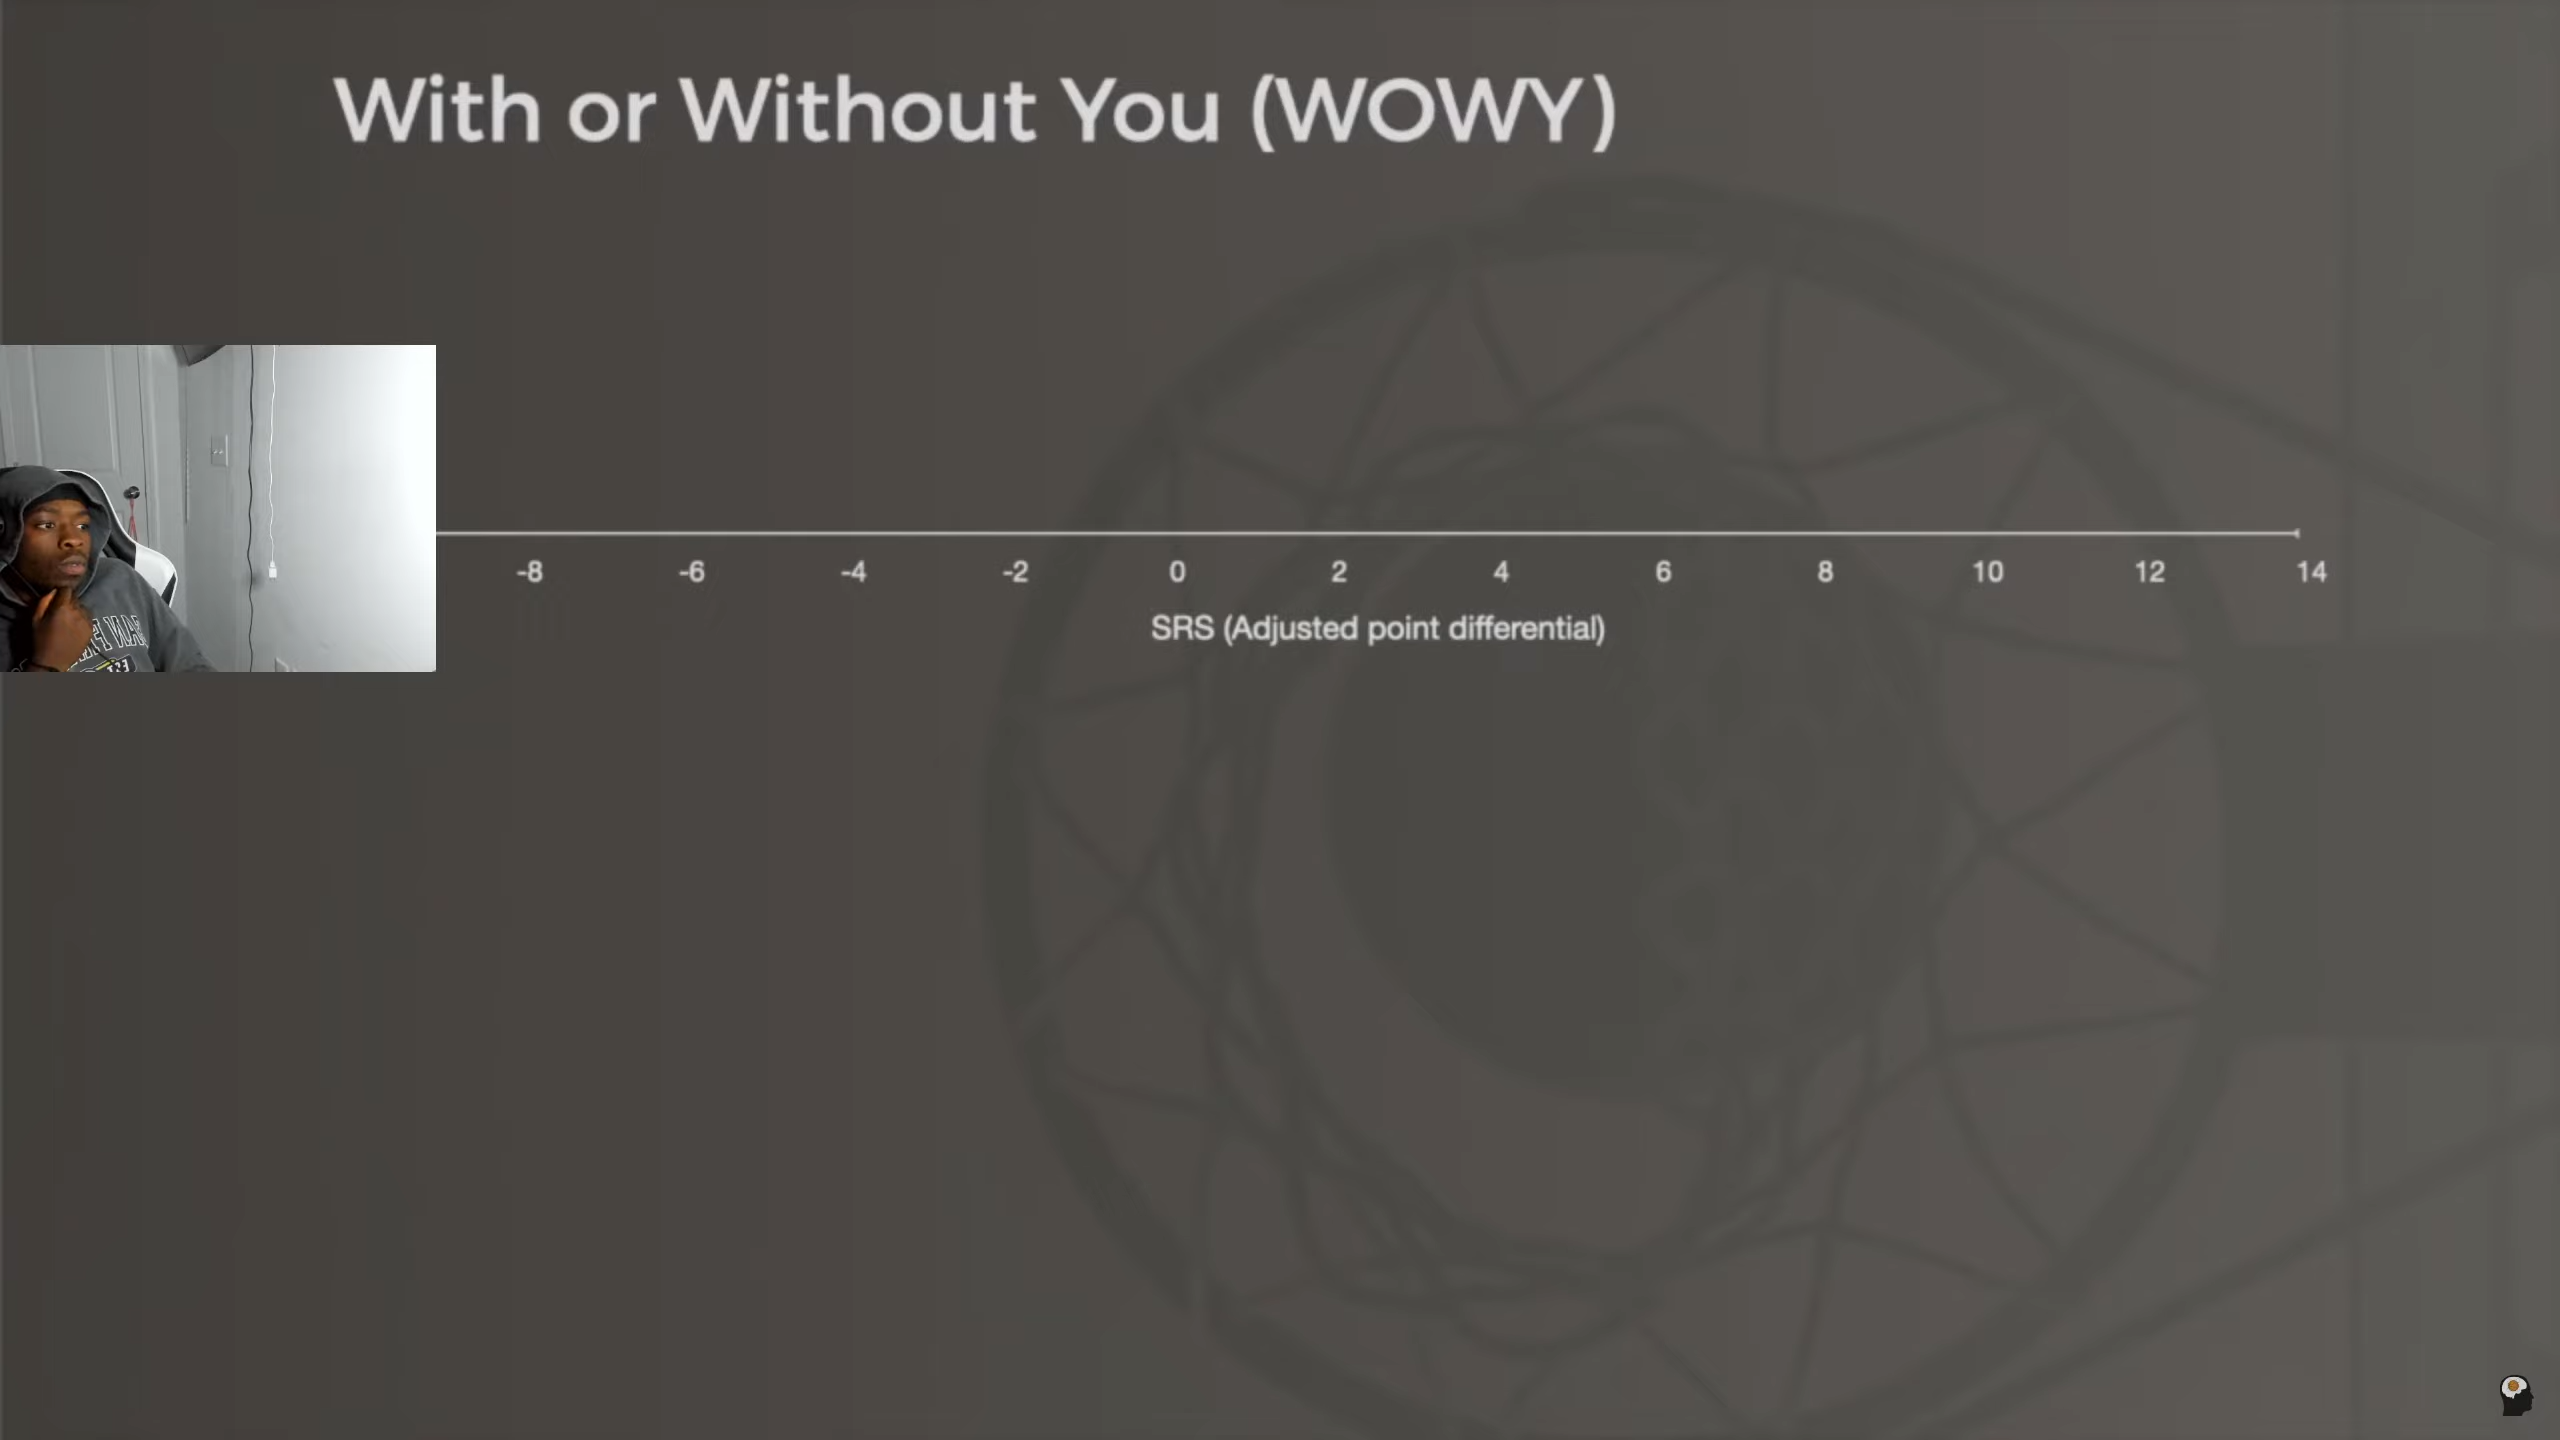 With or Without You (WOWY)
-8 -6 -4 -2 0 2 4 6 8 10 12 14
SRS (Adjusted point differential)